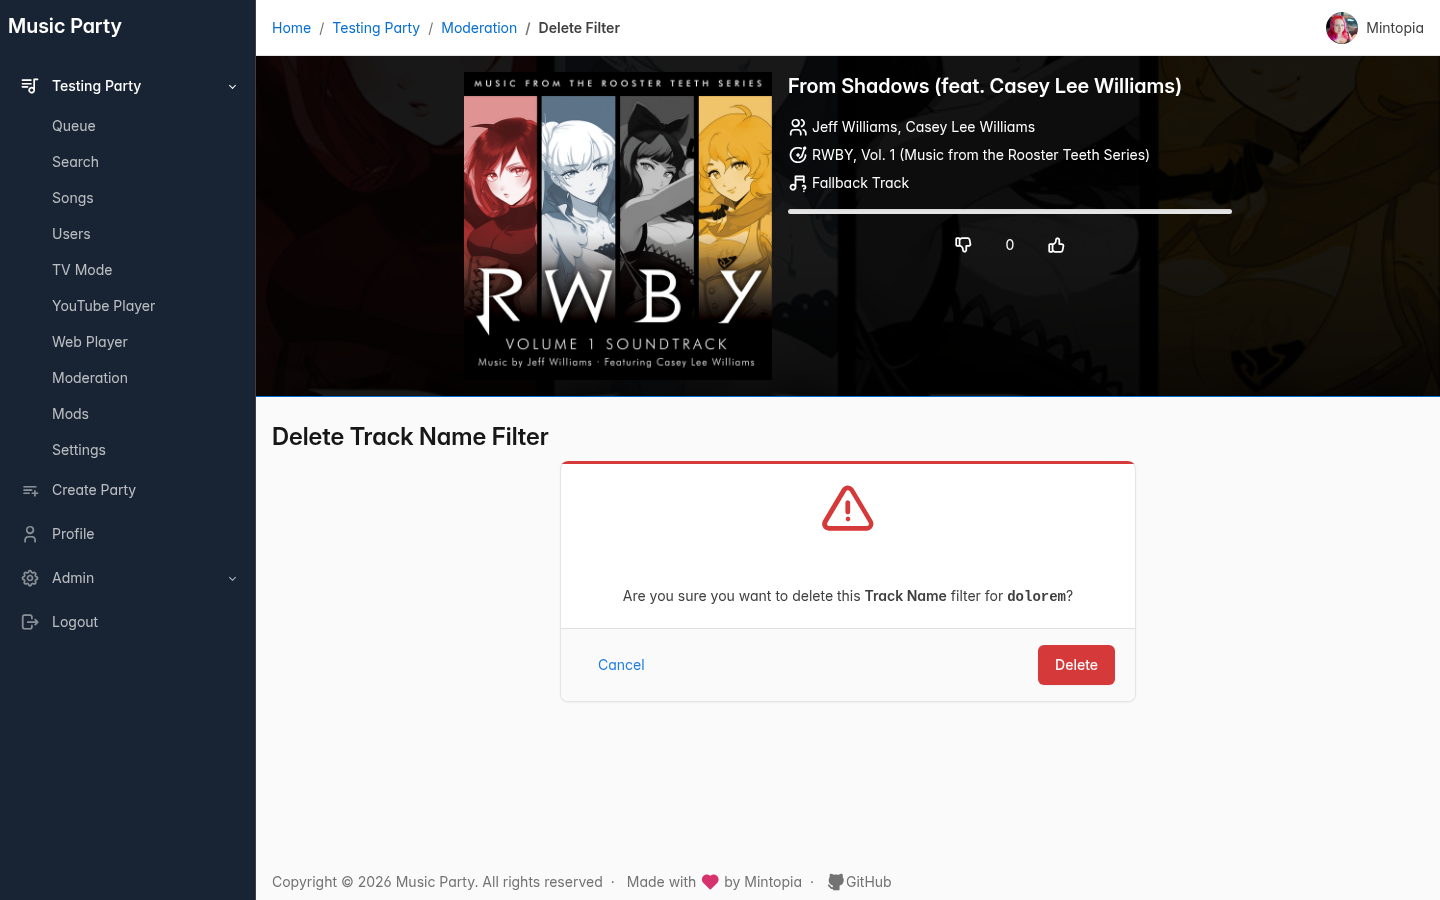 Music Party
Home / Testing Party / Moderation / Delete Filter
Mintopia
Testing Party
Queue
Search
Songs
Users
TV Mode
YouTube Player
Web Player
Moderation
Mods
Settings
Create Party
Profile
Admin
Logout
MUSIC FROM THE ROOSTER TEETH SERIES
RWBY
VOLUME 1 SOUNDTRACK
Music by Jeff Williams · Featuring Casey Lee Williams
From Shadows (feat. Casey Lee Williams)
Jeff Williams, Casey Lee Williams
RWBY, Vol. 1 (Music from the Rooster Teeth Series)
Fallback Track
0
Delete Track Name Filter
Are you sure you want to delete this Track Name filter for dolorem?
Cancel
Delete
Copyright © 2026 Music Party. All rights reserved · Made with by Mintopia · GitHub